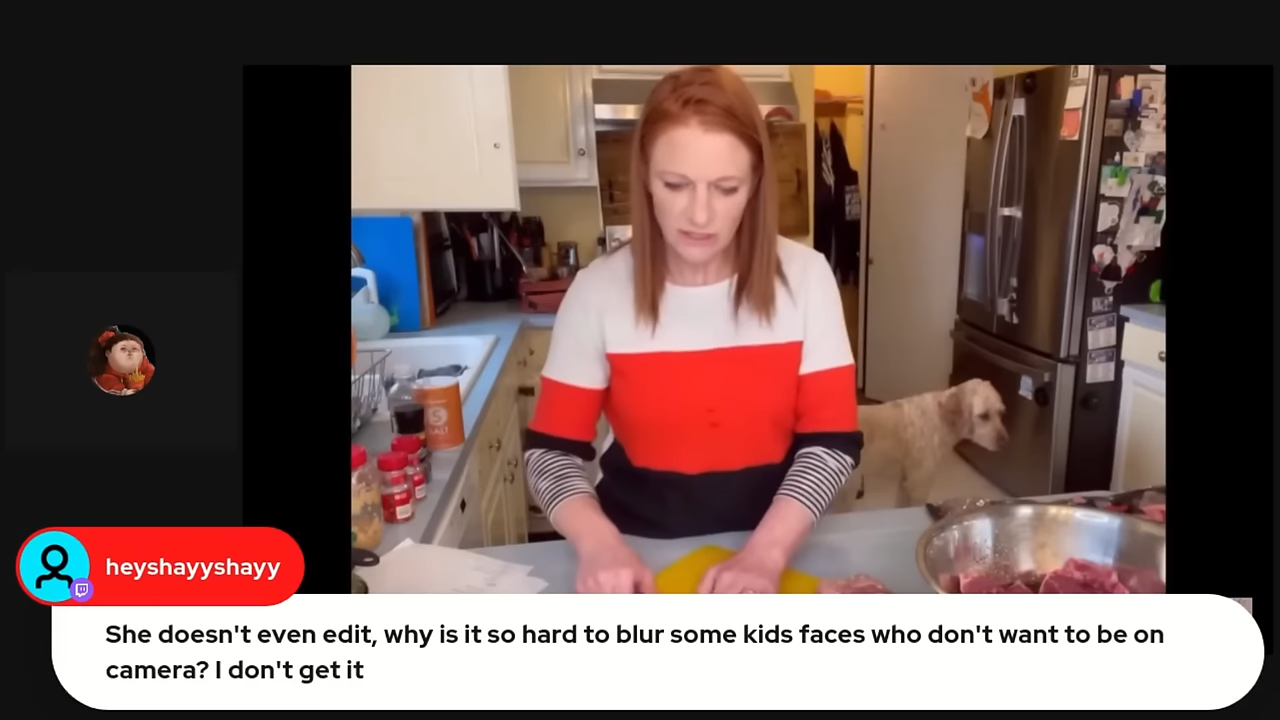 S
SALT
heyshayyshayy
She doesn't even edit, why is it so hard to blur some kids faces who don't want to be on
camera? I don't get it